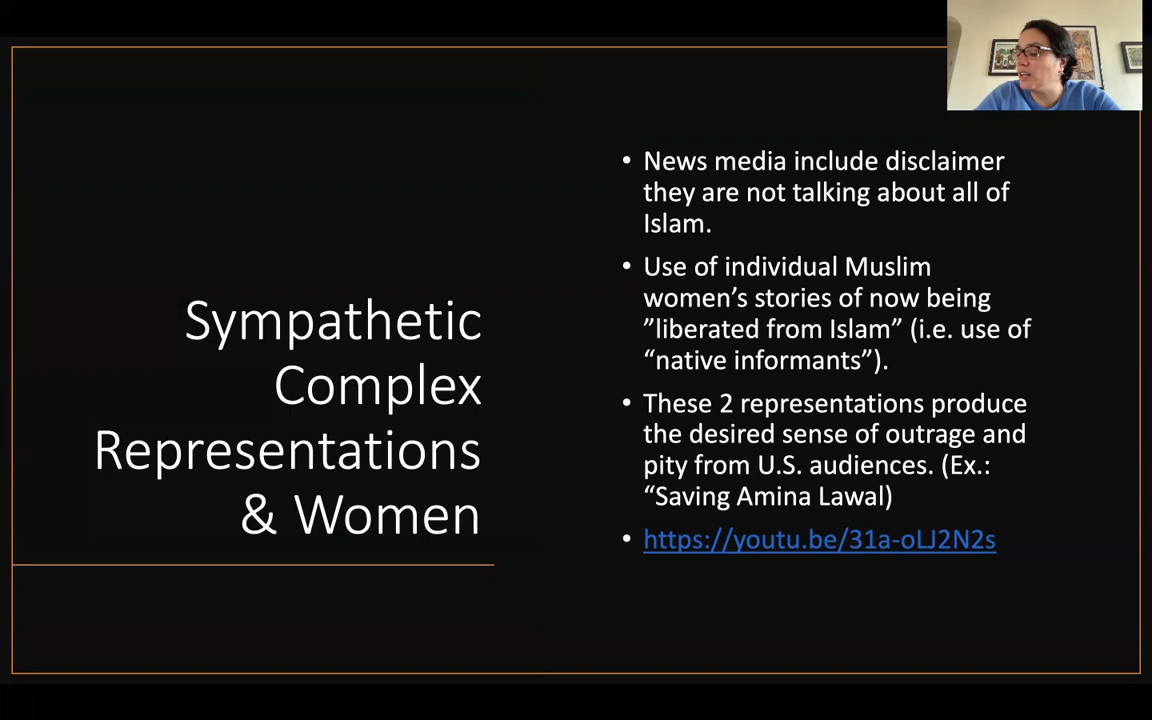 Sympathetic
Complex
Representations
& Women
• News media include disclaimer
they are not talking about all of
Islam.
• Use of individual Muslim
women’s stories of now being
”liberated from Islam” (i.e. use of
“native informants”).
• These 2 representations produce
the desired sense of outrage and
pity from U.S. audiences. (Ex.:
“Saving Amina Lawal)
• https://youtu.be/31a-oLJ2N2s